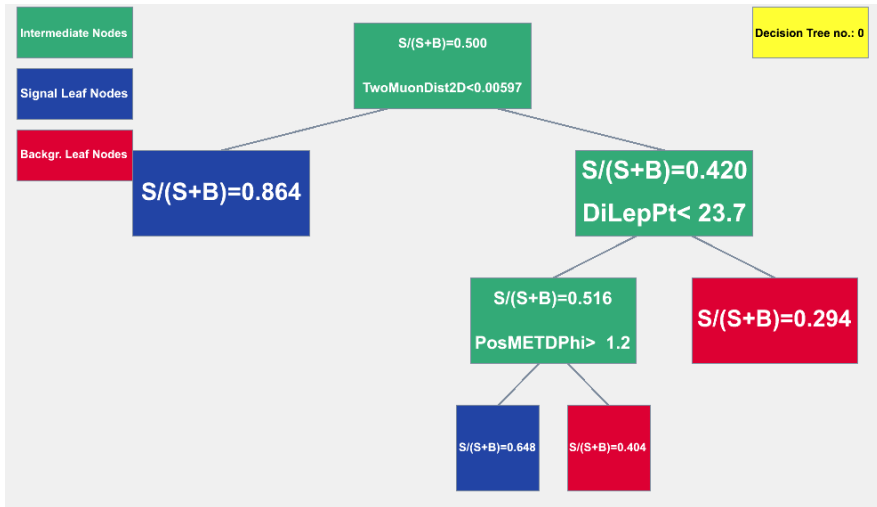 Intermediate Nodes
Signal Leaf Nodes
Backgr. Leaf Nodes
Decision Tree no.: 0
S/(S+B)=0.500
TwoMuonDist2D<0.00597
S/(S+B)=0.864
S/(S+B)=0.420
DiLepPt< 23.7
S/(S+B)=0.516
PosMETDPhi> 1.2
S/(S+B)=0.294
S/(S+B)=0.648
S/(S+B)=0.404